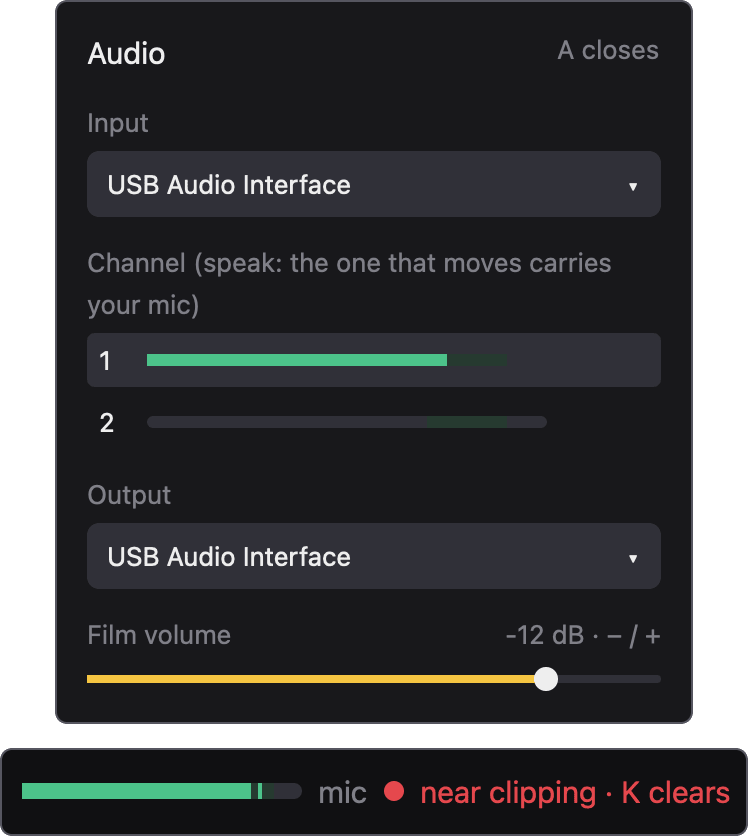 Audio
A closes
Input
USB Audio Interface
Channel (speak: the one that moves carries
your mic)
1
2
Output
USB Audio Interface
Film volume
-12 dB · – / +
mic
near clipping · K clears